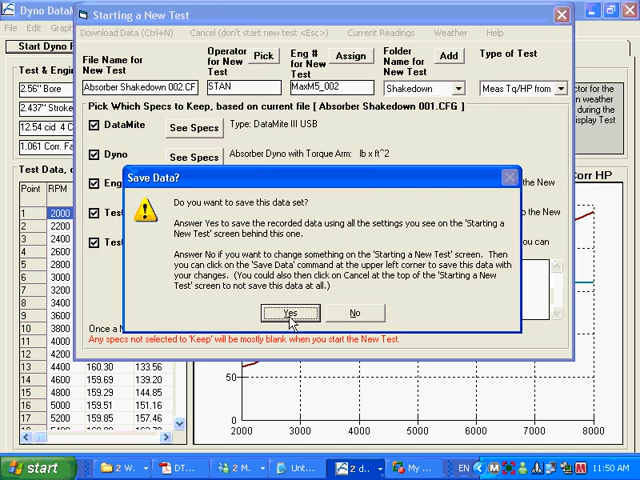 Dyno DataM
Starting a New Test
File Edit Graph
Download Data (Ctrl+N) Cancel (don't start new test <Esc>) Current Readings Weather Help
Start Dyno R
File Name for New Test
Operator for New Test
Pick
Eng # for New Test
Assign
Folder Name for New Test
Add
Type of Test
Absorber Shakedown 002.CF
STAN
MaxM5_002
Shakedown
Meas Tq/HP from
Test & Engin
2.56" Bore
2.437" Stroke
12.54 cid 4 C
1.061 Corr. Fa
Pick Which Specs to Keep, based on current file [ Absorber Shakedown 001.CFG ]
DataMite
See Specs
Type: DataMite III USB
Dyno
See Specs
Absorber Dyno with Torque Arm: lb x ft^2
ctor for the
n weather
during the
display Test
Test Data, c
Point RPM
Eng
Test
Test
the New
to the New
u can
orr HP
Save Data?
Do you want to save this data set?
Answer Yes to save the recorded data using all the settings you see on the 'Starting a
New Test' screen behind this one.
Answer No if you want to change something on the 'Starting a New Test' screen. Then
you can click on the 'Save Data' command at the upper left corner to save this data with
your changes. (You could also then click on Cancel at the top of the 'Starting a New
Test' screen to not save this data at all.)
Yes
No
1 2000
2 2200
3 2400
4 2600
5 2800
6 3000
7 3200
8 3400
9 3600
10 3800
11 4000
12 4200
Once a N
Any specs not selected to 'Keep' will be mostly blank when you start the New Test.
13 4400 160.30 133.56
14 4600 159.69 139.20
15 4800 159.29 144.85
16 5000 159.51 151.16
17 5200 159.85 157.46
50
0
2000 3000 4000 5000 6000 7000 8000
start
2 W
DT...
2 M
Unt
2 d
My
EN
11:50 AM